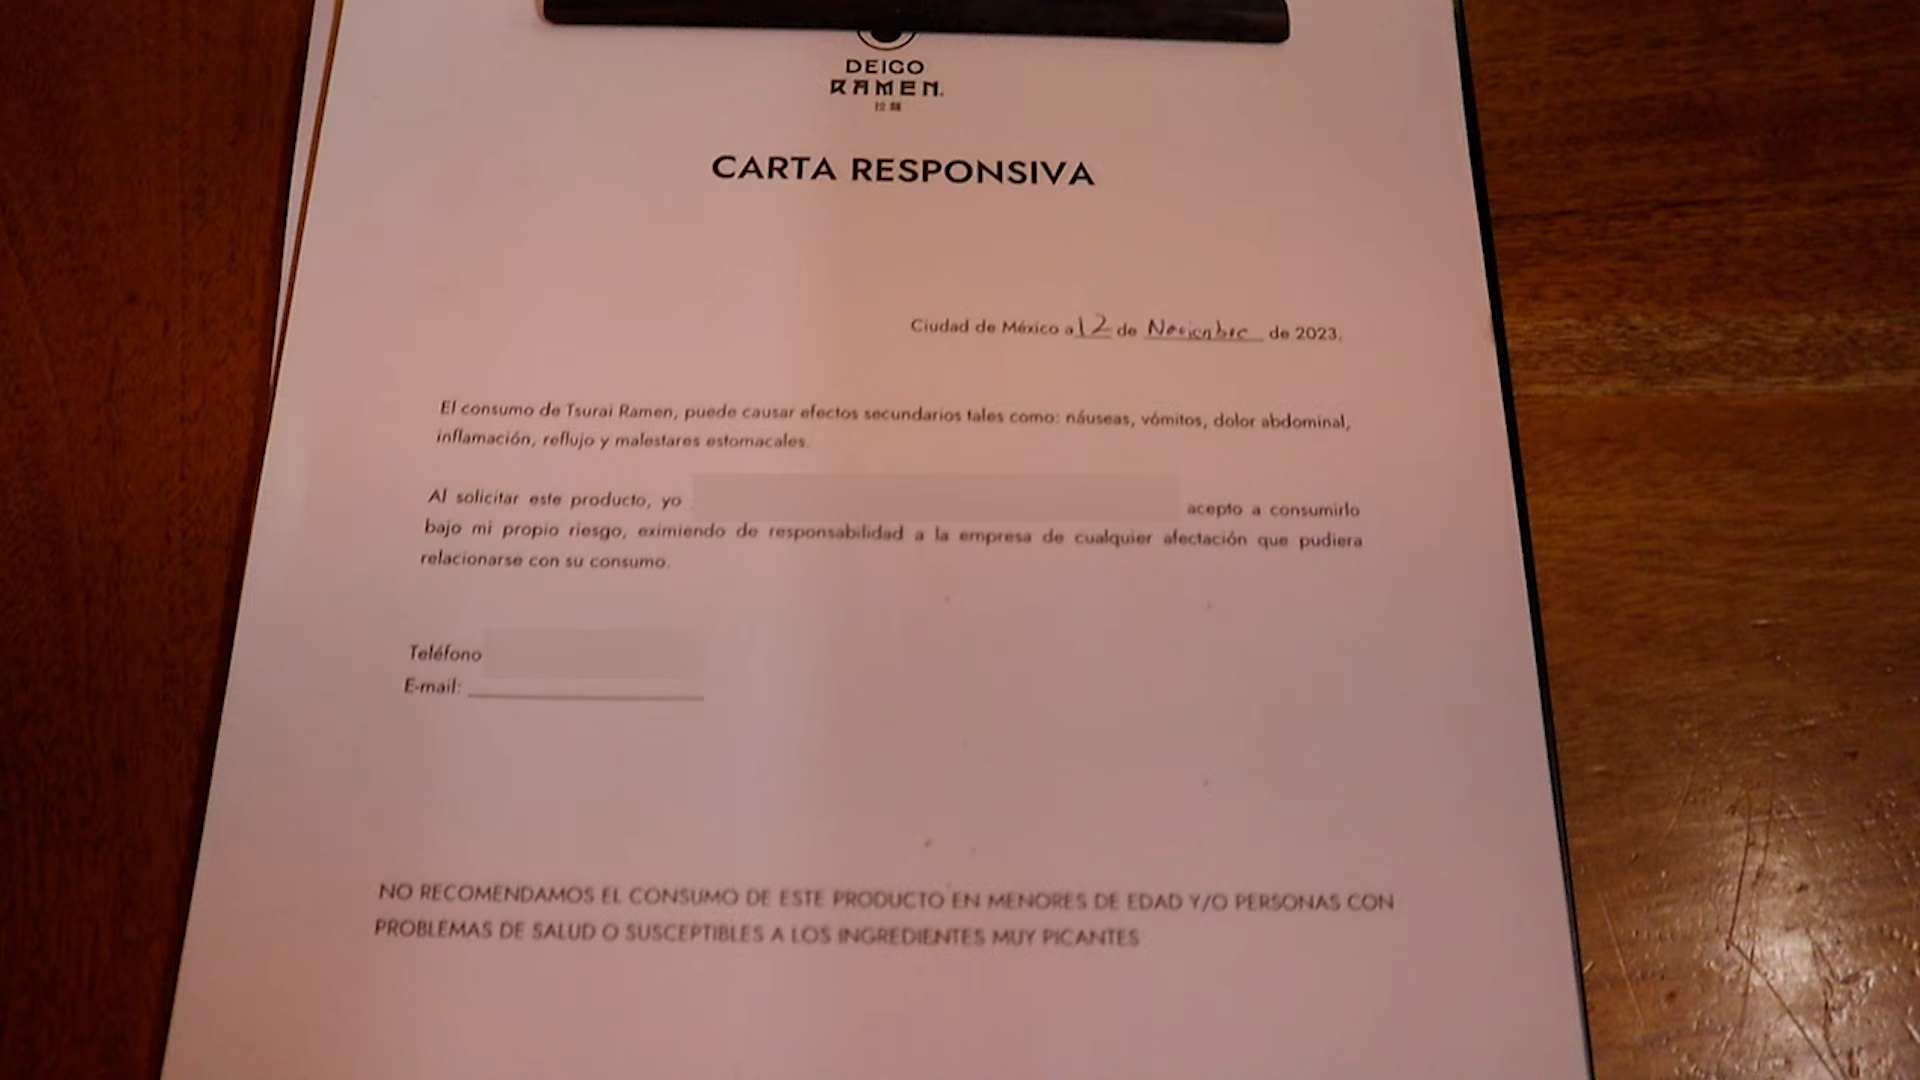 DEIGO
RAMEN.
拉麺
CARTA RESPONSIVA
Ciudad de México a 12 de Noviembre de 2023.
El consumo de Tsurai Ramen, puede causar efectos secundarios tales como: náuseas, vómitos, dolor abdominal,
inflamación, reflujo y malestares estomacales.
Al solicitar este producto, yo acepto a consumirlo
bajo mi propio riesgo, eximiendo de responsabilidad a la empresa de cualquier afectación que pudiera
relacionarse con su consumo.
Teléfono
E-mail:
NO RECOMENDAMOS EL CONSUMO DE ESTE PRODUCTO EN MENORES DE EDAD Y/O PERSONAS CON
PROBLEMAS DE SALUD O SUSCEPTIBLES A LOS INGREDIENTES MUY PICANTES